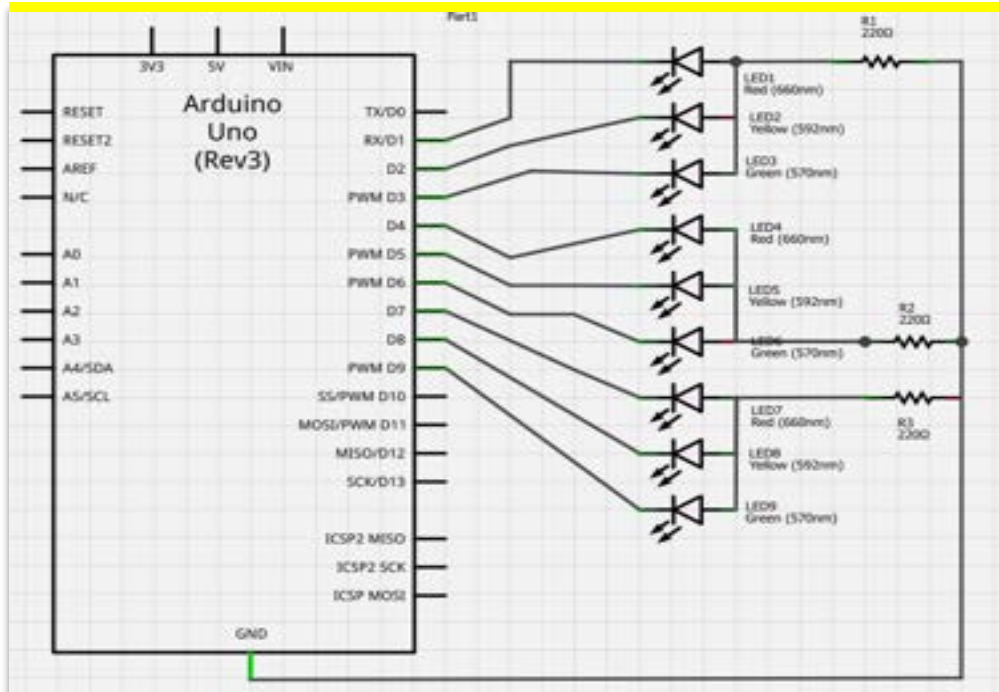 Part1
3V3
5V
VIN
Arduino
Uno
(Rev3)
RESET
RESET2
AREF
N/C
A0
A1
A2
A3
A4/SDA
A5/SCL
TX/D0
RX/D1
D2
PWM D3
D4
PWM D5
PWM D6
D7
D8
PWM D9
SS/PWM D10
MOSI/PWM D11
MISO/D12
SCK/D13
ICSP2 MISO
ICSP2 SCK
ICSP MOSI
GND
LED1
Red (660nm)
LED2
Yellow (592nm)
LED3
Green (570nm)
LED4
Red (660nm)
LED5
Yellow (592nm)
LED6
Green (570nm)
LED7
Red (660nm)
LED8
Yellow (592nm)
LED9
Green (570nm)
R1
220Ω
R2
220Ω
R3
220Ω